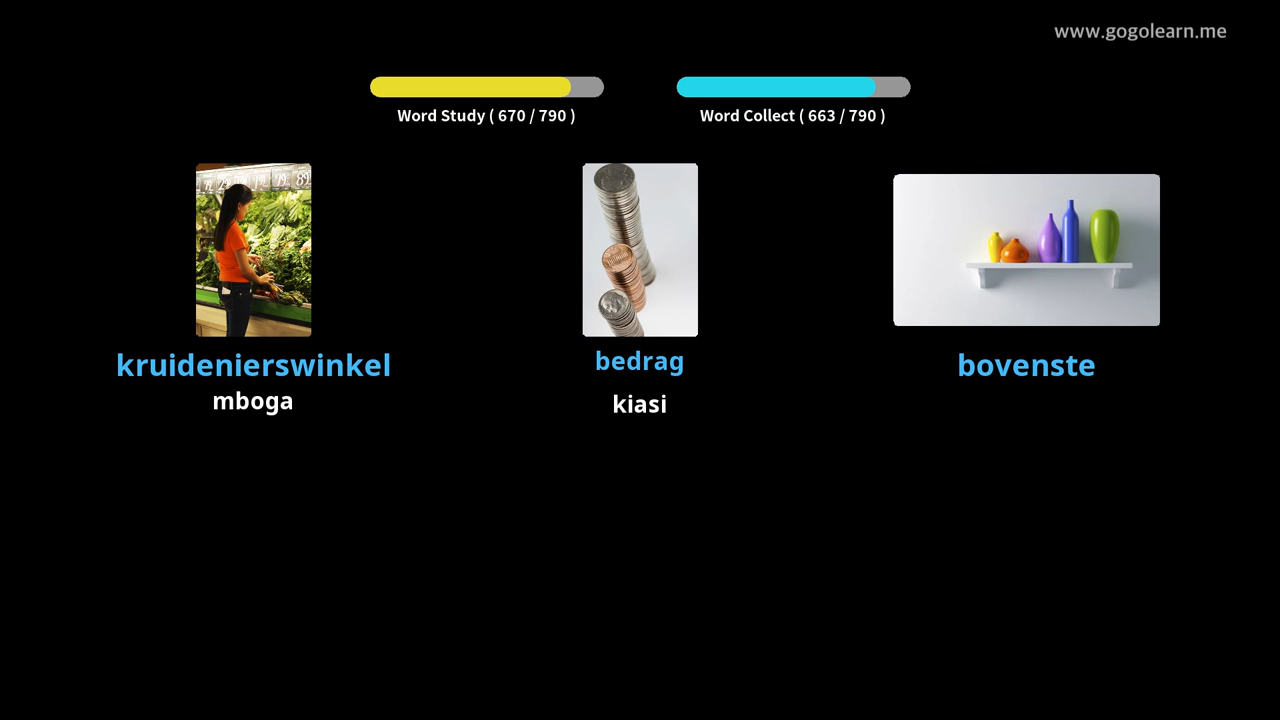 www.gogolearn.me
Word Study ( 670 / 790 )
Word Collect ( 663 / 790 )
kruidenierswinkel
mboga
bedrag
kiasi
bovenste